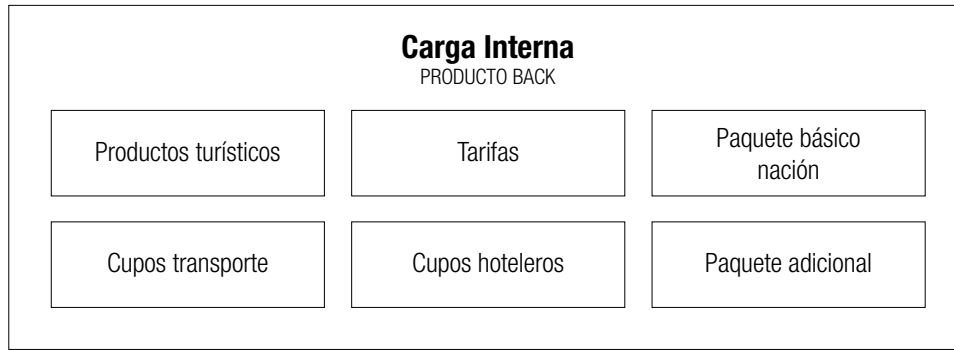 Carga Interna
PRODUCTO BACK
Productos turísticos
Tarifas
Paquete básico
nación
Cupos transporte
Cupos hoteleros
Paquete adicional